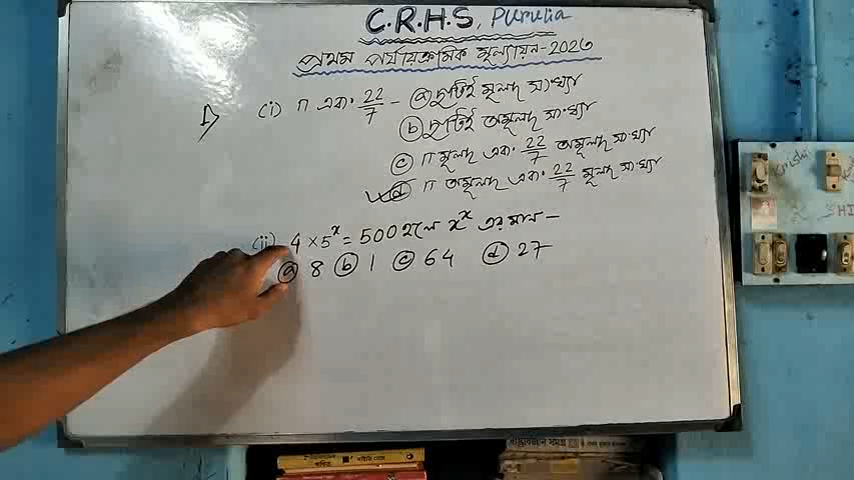 C.R.H.S, Purulia
প্রথম পর্যায়ক্রমিক মূল্যায়ন-2026
1) (i) π এবং 22/7 - (a) দুটিই মূলদ সংখ্যা
(b) দুটিই অমূলদ সংখ্যা
(c) π মূলদ এবং 22/7 অমূলদ সংখ্যা
(d) π অমূলদ এবং 22/7 মূলদ সংখ্যা
(ii) 4 × 5^x = 500 হলে x^x এর মান -
(a) 8 (b) 1 (c) 64 (d) 27